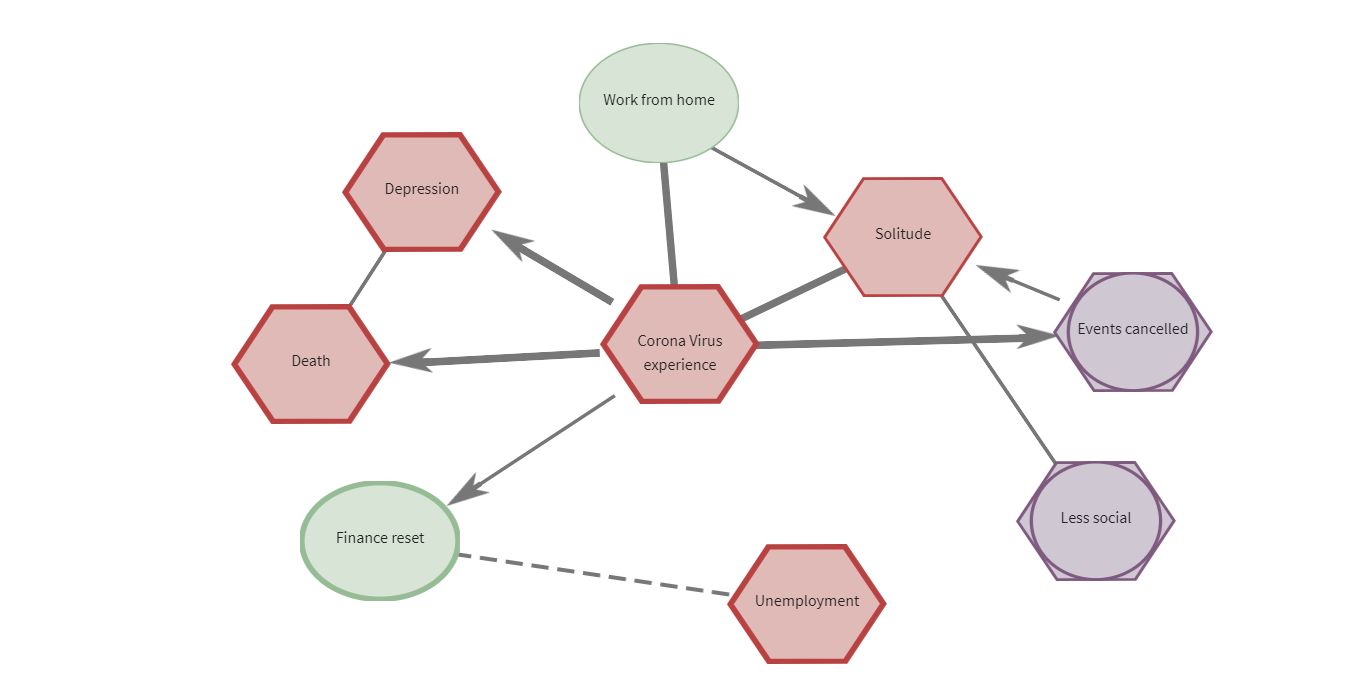 Work from home
Depression
Solitude
Events cancelled
Corona Virus
experience
Death
Less social
Finance reset
Unemployment